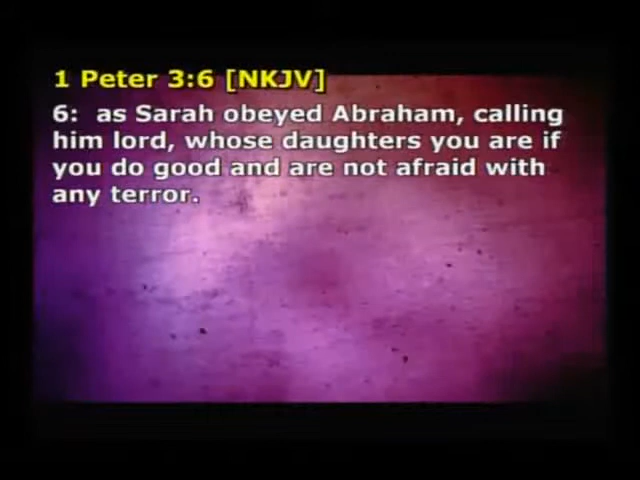 1 Peter 3:6 [NKJV]
6: as Sarah obeyed Abraham, calling
him lord, whose daughters you are if
you do good and are not afraid with
any terror.